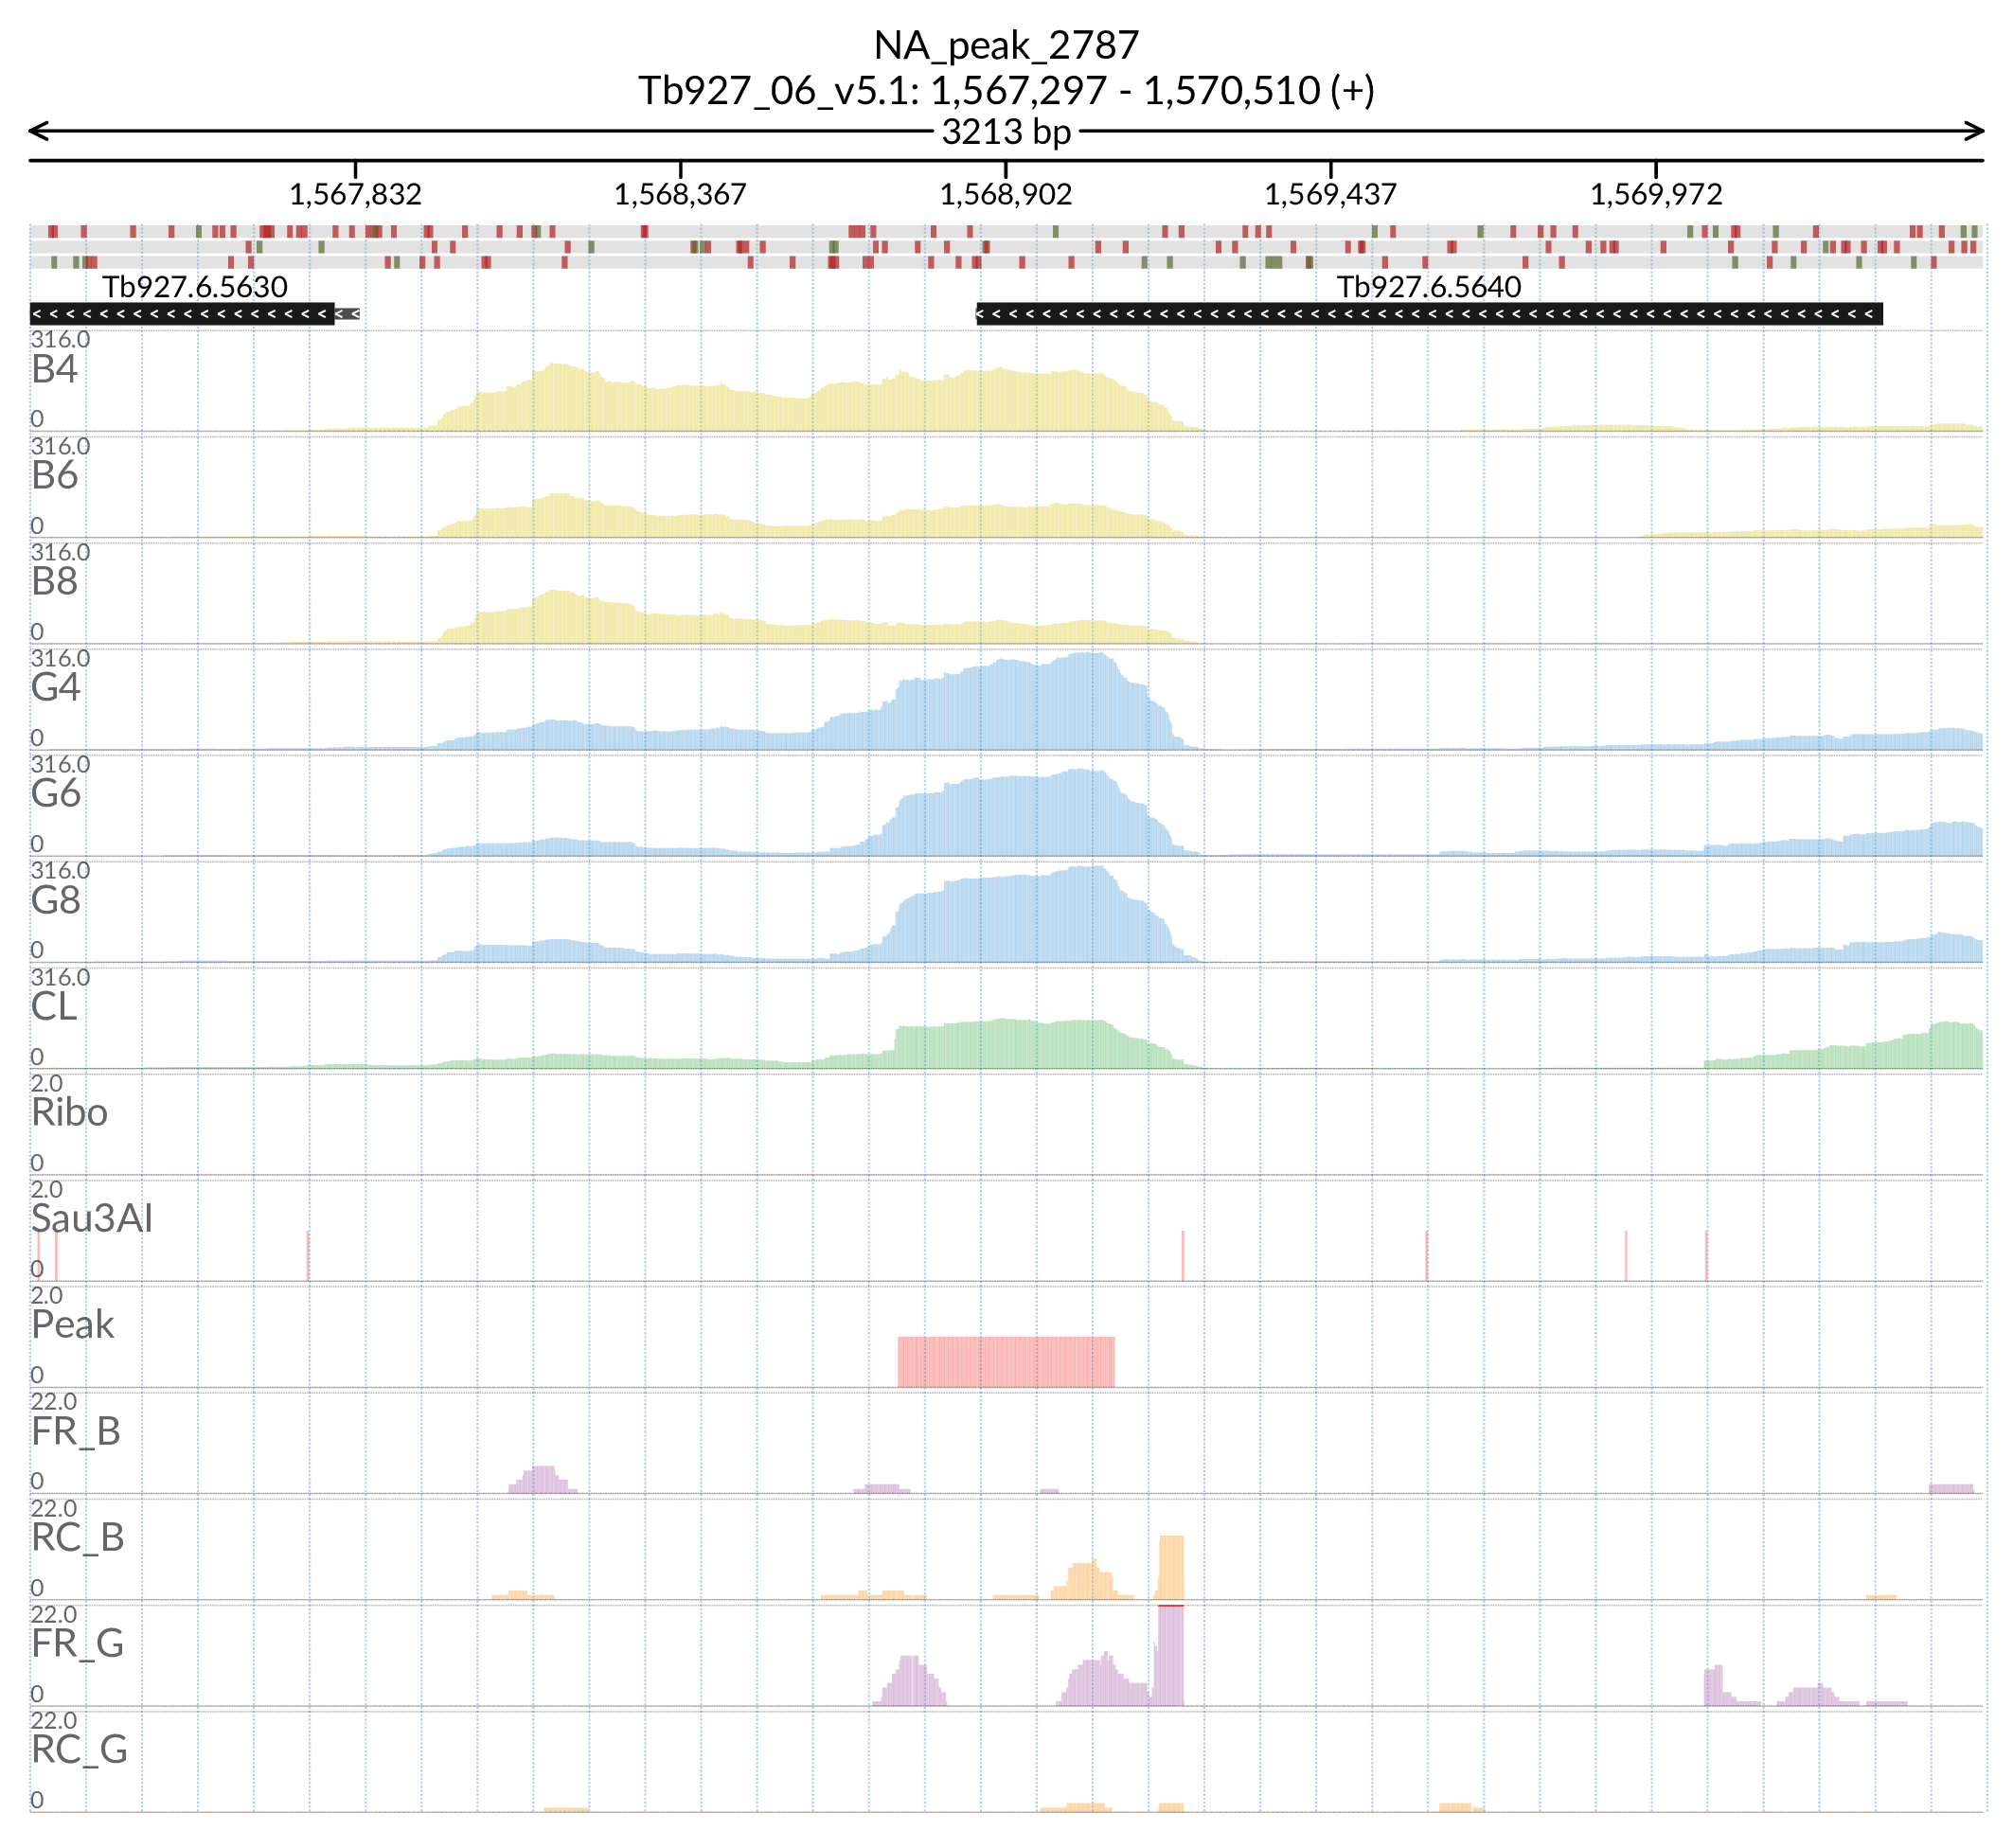 NA_peak_2787
Tb927_06_v5.1: 1,567,297 - 1,570,510 (+)
3213 bp
1,567,832 1,568,367 1,568,902 1,569,437 1,569,972
Tb927.6.5630 Tb927.6.5640
316.0
B4
0
316.0
B6
0
316.0
B8
0
316.0
G4
0
316.0
G6
0
316.0
G8
0
316.0
CL
0
2.0
Ribo
0
2.0
Sau3AI
0
2.0
Peak
0
22.0
FR_B
0
22.0
RC_B
0
22.0
FR_G
0
22.0
RC_G
0